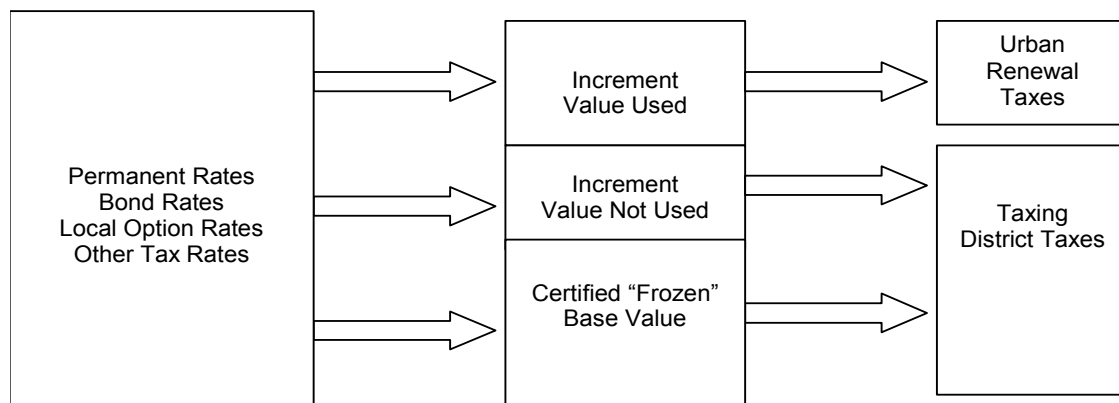 Permanent Rates
Bond Rates
Local Option Rates
Other Tax Rates
Increment
Value Used
Increment
Value Not Used
Certified “Frozen”
Base Value
Urban
Renewal
Taxes
Taxing
District Taxes